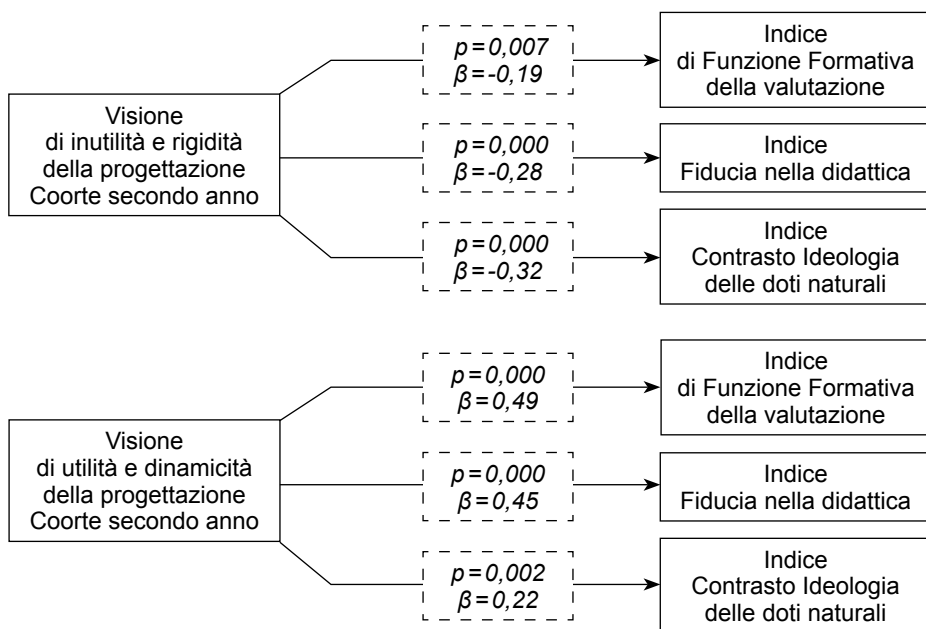 Visione
di inutilità e rigidità
della progettazione
Coorte secondo anno
p=0,007
β=-0,19
Indice
di Funzione Formativa
della valutazione
p=0,000
β=-0,28
Indice
Fiducia nella didattica
p=0,000
β=-0,32
Indice
Contrasto Ideologia
delle doti naturali
Visione
di utilità e dinamicità
della progettazione
Coorte secondo anno
p=0,000
β=0,49
Indice
di Funzione Formativa
della valutazione
p=0,000
β=0,45
Indice
Fiducia nella didattica
p=0,002
β=0,22
Indice
Contrasto Ideologia
delle doti naturali